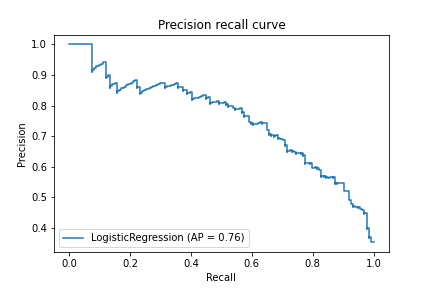 Precision recall curve
1.0
0.9
0.8
0.7
0.6
0.5
0.4
Precision
LogisticRegression (AP = 0.76)
0.0 0.2 0.4 0.6 0.8 1.0
Recall